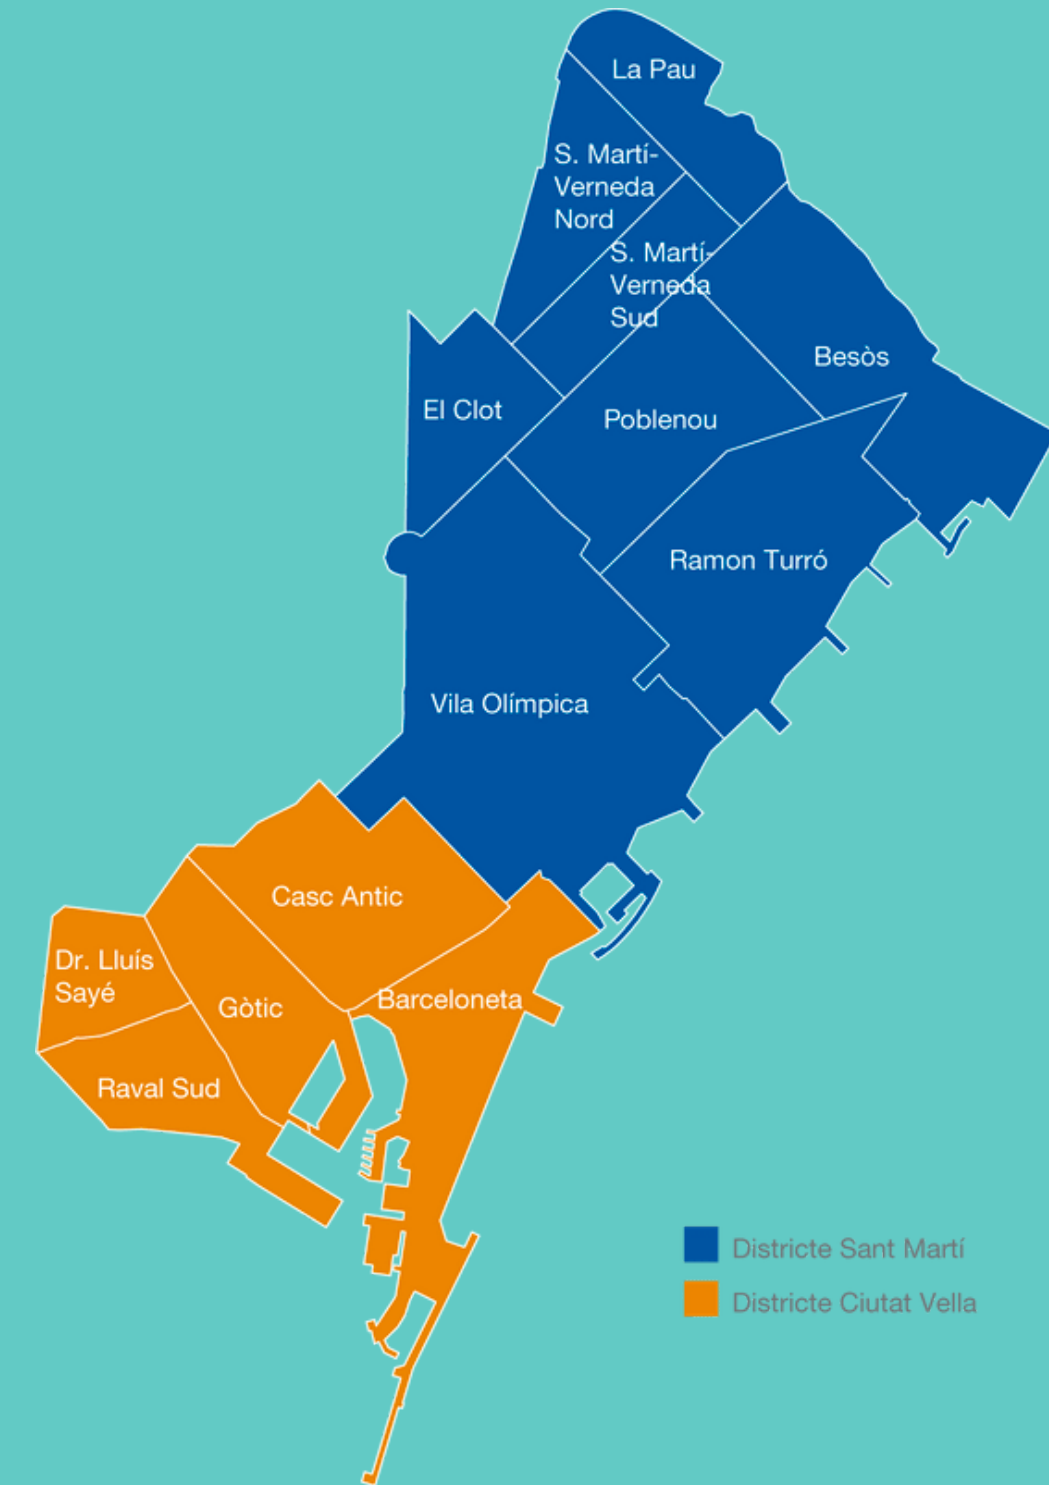 La Pau
S. Martí-
Verneda
Nord
S. Martí-
Verneda
Sud
Besòs
El Clot
Poblenou
Ramon Turró
Vila Olímpica
Casc Antic
Dr. Lluís
Sayé
Gòtic
Barceloneta
Raval Sud
Districte Sant Martí
Districte Ciutat Vella